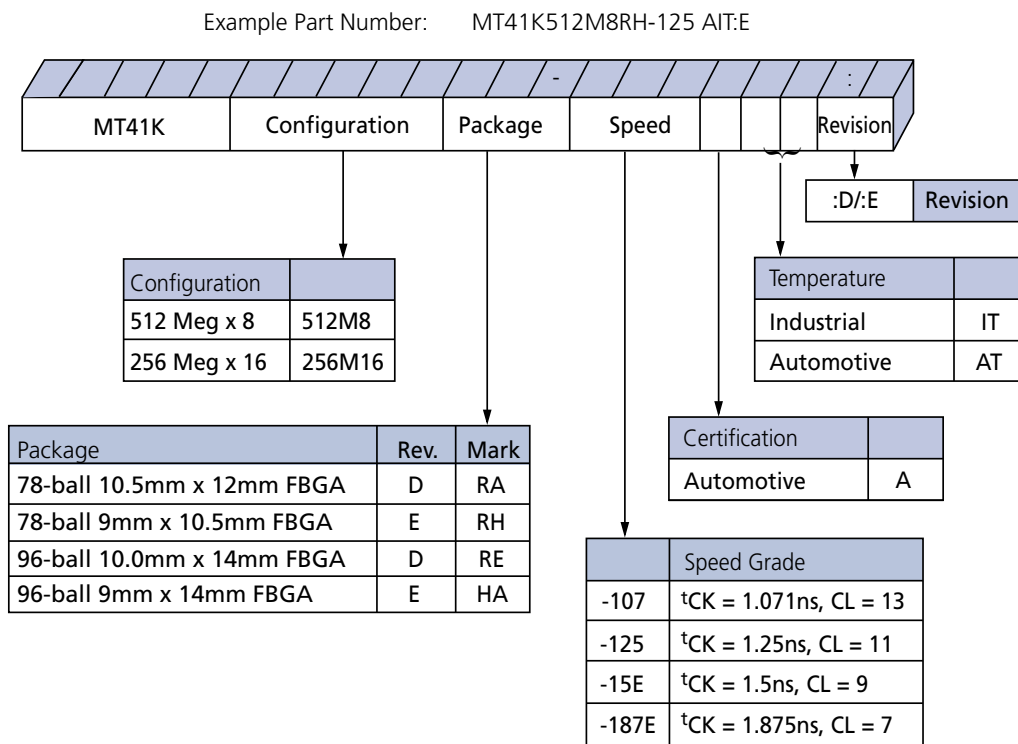 Example Part Number: MT41K512M8RH-125 AIT:E
- :
MT41K Configuration Package Speed Revision
:D/:E Revision
Configuration
512 Meg x 8 512M8
256 Meg x 16 256M16
Temperature
Industrial IT
Automotive AT
Package Rev. Mark
78-ball 10.5mm x 12mm FBGA D RA
78-ball 9mm x 10.5mm FBGA E RH
96-ball 10.0mm x 14mm FBGA D RE
96-ball 9mm x 14mm FBGA E HA
Certification
Automotive A
Speed Grade
-107 tCK = 1.071ns, CL = 13
-125 tCK = 1.25ns, CL = 11
-15E tCK = 1.5ns, CL = 9
-187E tCK = 1.875ns, CL = 7